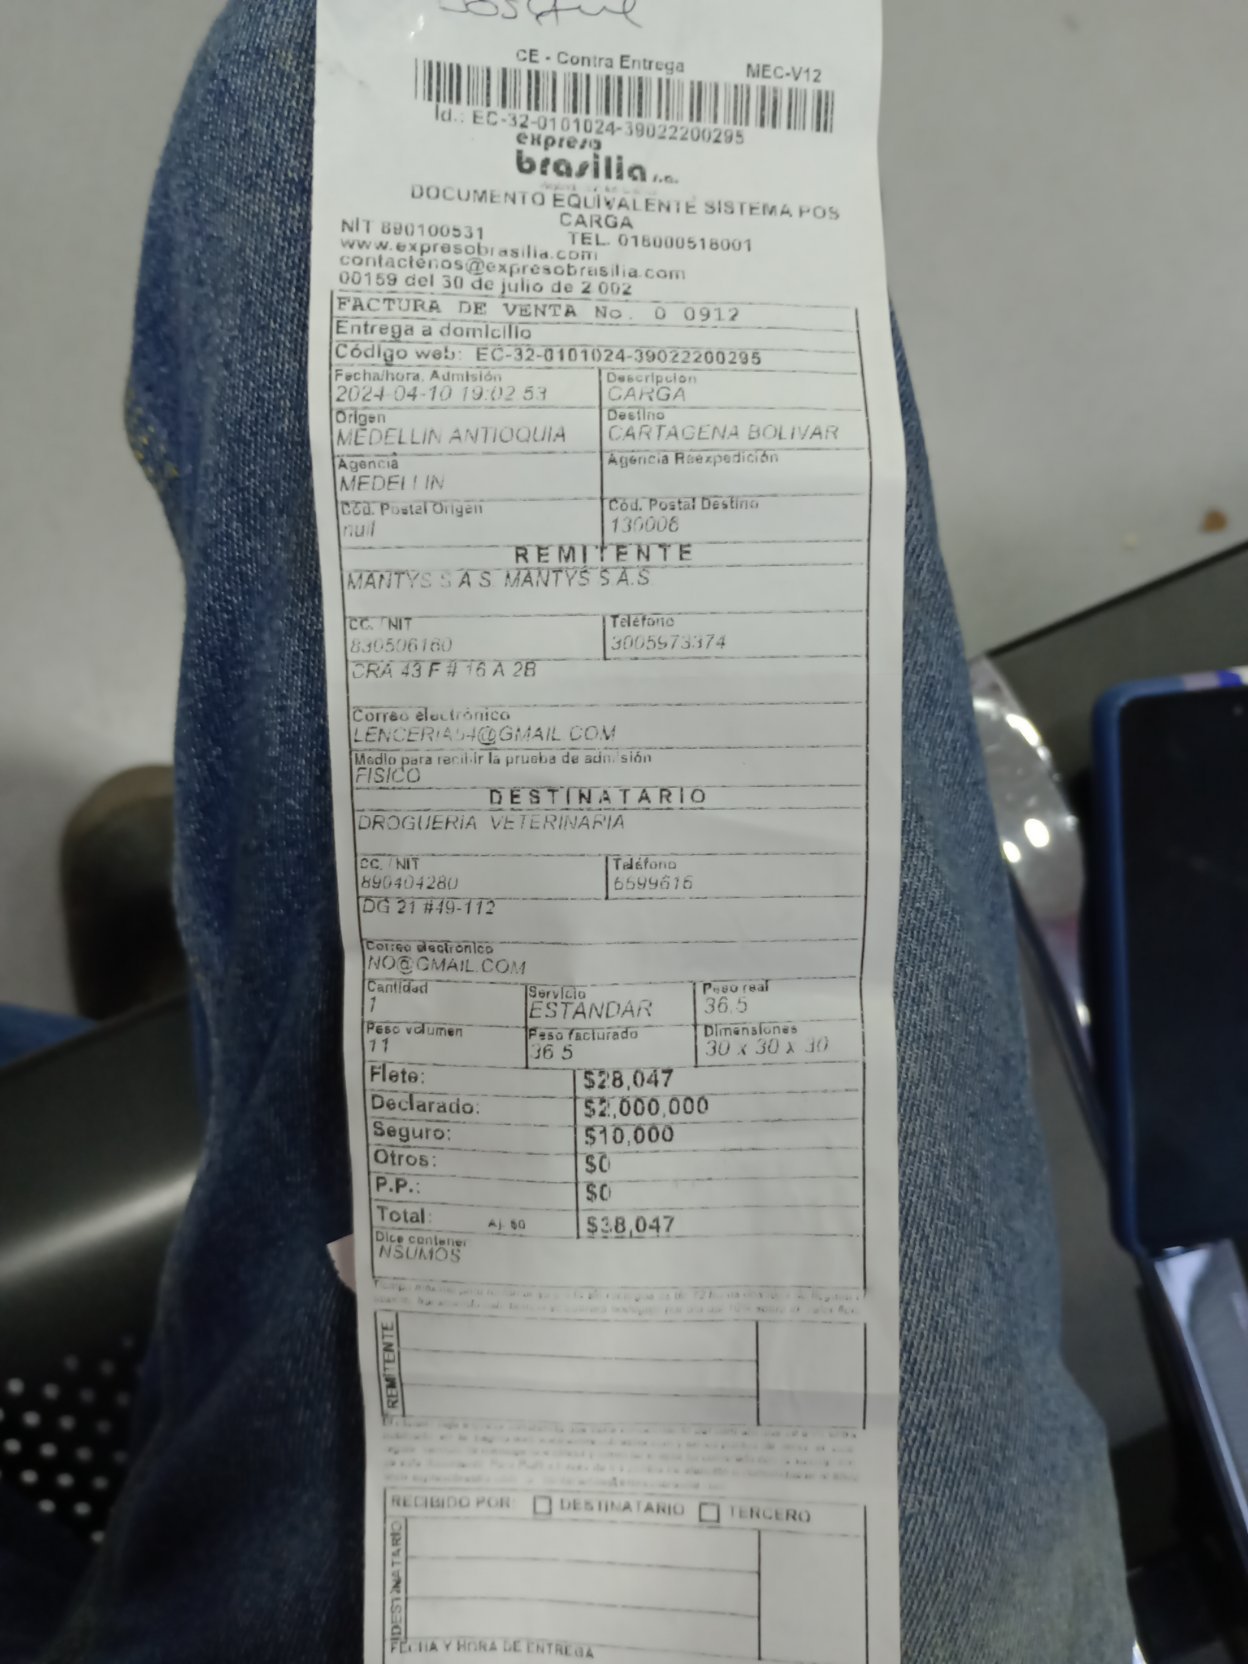 CE - Contra Entrega MEC-V12
Id.: EC-32-0101024-39022200295
expreso
brasilia s.a.
DOCUMENTO EQUIVALENTE SISTEMA POS
CARGA
NIT 890100531 TEL. 018000518001
www.expresobrasilia.com
contactenos@expresobrasilia.com
00159 del 30 de julio de 2 002
FACTURA DE VENTA No. 0 0912
Entrega a domicilio
Código web: EC-32-0101024-39022200295
Fecha/hora, Admisión Descripcion
2024-04-10 19:02:53 CARGA
Origen Destino
MEDELLIN ANTIOQUIA CARTAGENA BOLIVAR
Agencia Agencia Reexpedición
MEDELLIN
Cód. Postal Origen Cód. Postal Destino
null 130006
REMITENTE
MANTYS S A S. MANTYS S.A.S
CC. / NIT Teléfono
830506160 3005973374
CRA 43 F # 16 A 2B
Correo electrónico
LENCERIA54@GMAIL.COM
Medio para recibir la prueba de admisión
FISICO
DESTINATARIO
DROGUERIA VETERINARIA
CC. / NIT Teléfono
890404280 6599616
DG 21 #49-112
Correo electrónico
NO@GMAIL.COM
Cantidad Servicio Peso real
1 ESTANDAR 36.5
Peso volumen Peso facturado Dimensiones
11 36.5 30 x 30 x 30
Flete: $28,047
Declarado: $2,000,000
Seguro: $10,000
Otros: $0
P.P.: $0
Total: Aj. $0 $38,047
Dice contener
NSUMOS
REMITENTE
RECIBIDO POR: DESTINATARIO TERCERO
DESTINATARIO
FECHA Y HORA DE ENTREGA